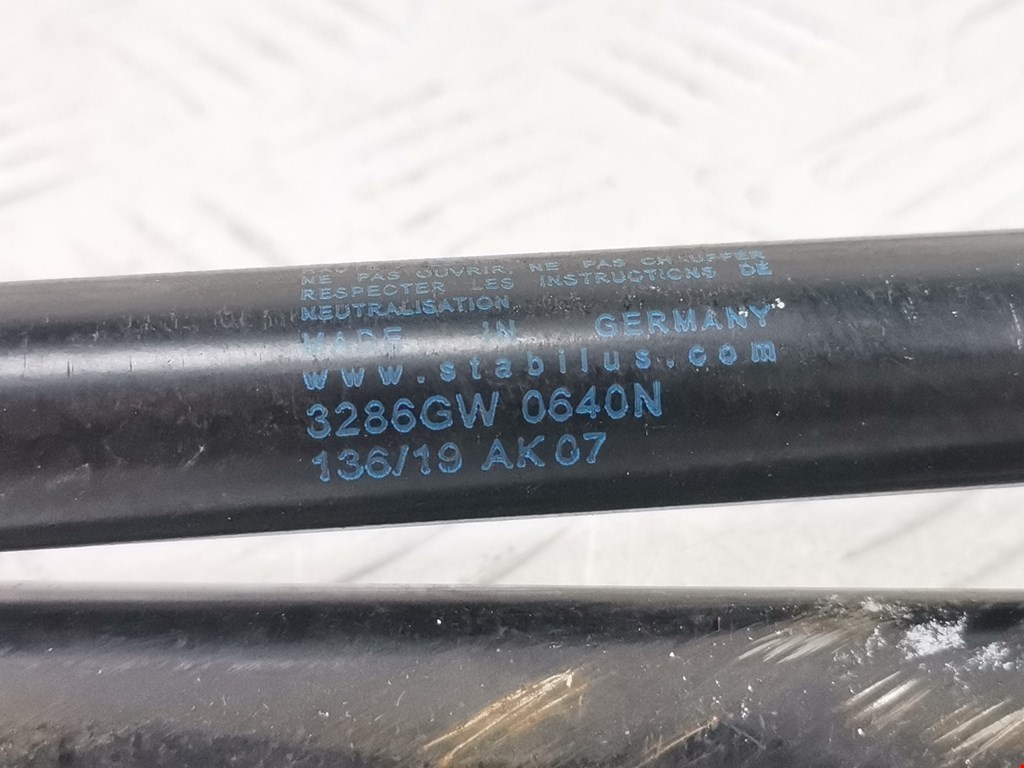 NE PAS OUVRIR, NE PAS CHAUFFER
RESPECTER LES INSTRUCTIONS DE
NEUTRALISATION
MADE IN GERMANY
www.stabilus.com
3286GW 0640N
136/19 AK07